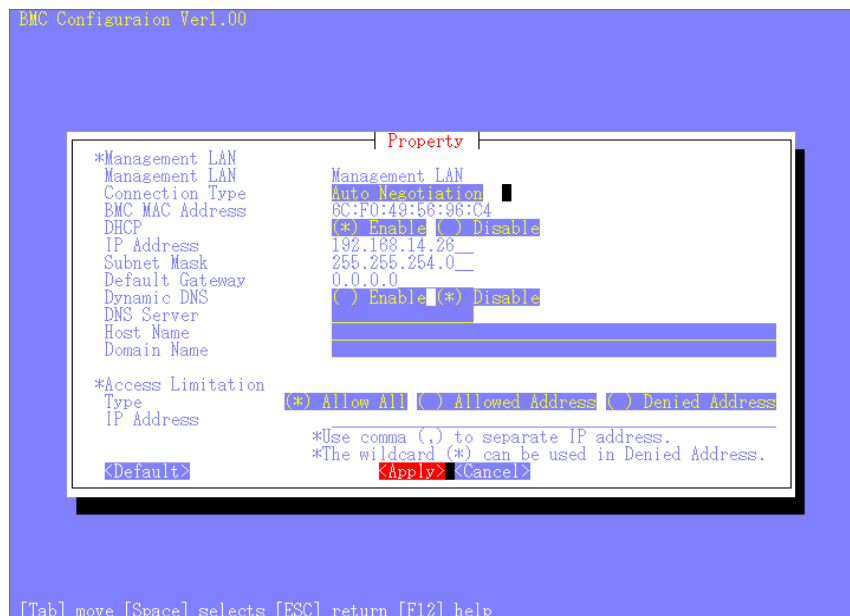 BMC Configuraion Ver1.00
Property
*Management LAN
Management LAN Management LAN
Connection Type Auto Negotiation
BMC MAC Address 6C:F0:49:56:96:C4
DHCP (*) Enable ( ) Disable
IP Address 192.168.14.26__
Subnet Mask 255.255.254.0__
Default Gateway 0.0.0.0________
Dynamic DNS ( ) Enable (*) Disable
DNS Server
Host Name
Domain Name
*Access Limitation
Type (*) Allow All ( ) Allowed Address ( ) Denied Address
IP Address
*Use comma (,) to separate IP address.
*The wildcard (*) can be used in Denied Address.
<Default> <Apply> <Cancel>
[Tab] move [Space] selects [ESC] return [F12] help